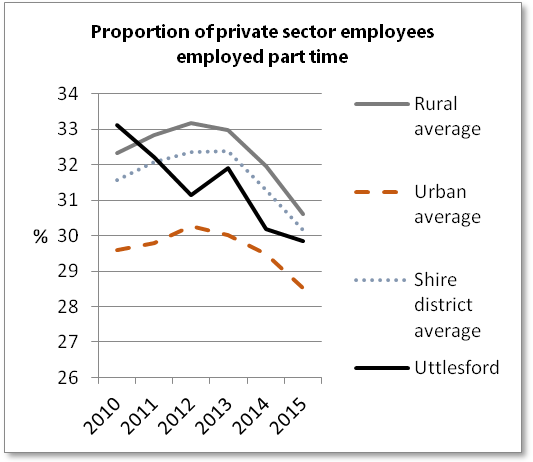 Proportion of private sector employees
employed part time
34
33
32
31
30
29
28
27
26
%
2010
2011
2012
2013
2014
2015
Rural
average
Urban
average
Shire
district
average
Uttlesford